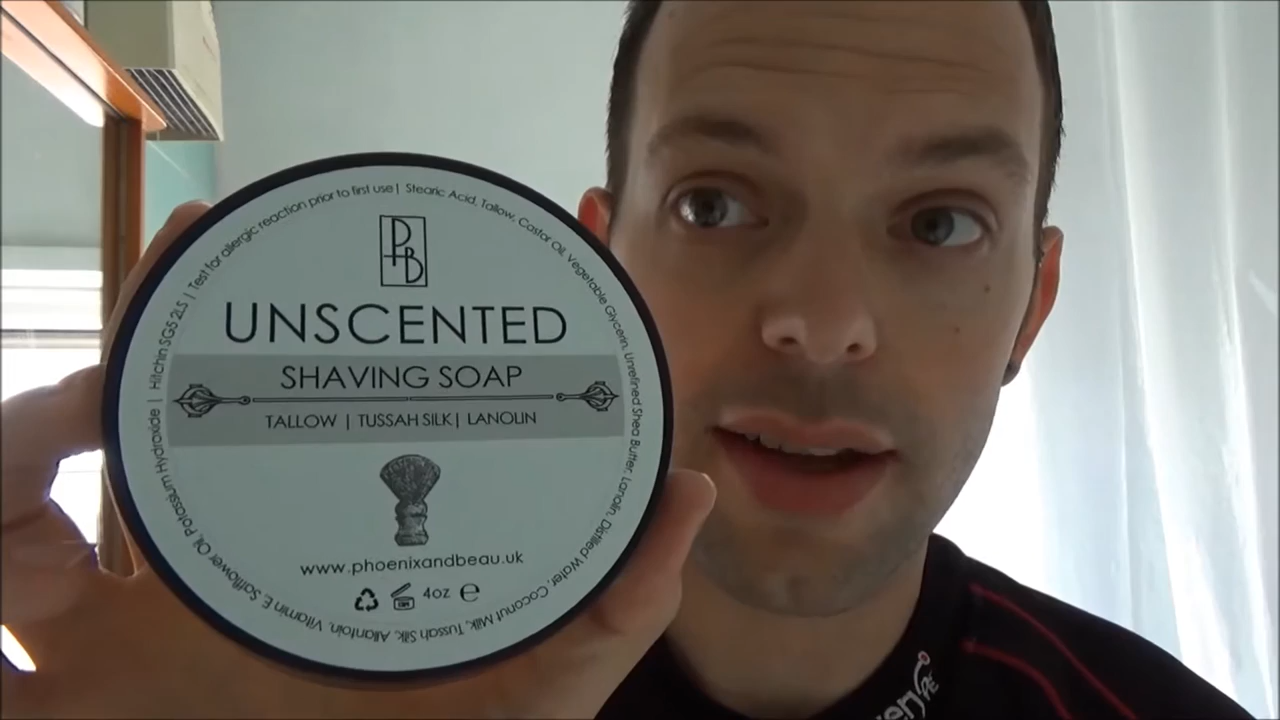 PB
UNSCENTED
SHAVING SOAP
TALLOW | TUSSAH SILK | LANOLIN
www.phoenixandbeau.uk
4oz ℮
Hitchin SG5 2LS | Test for allergic reaction prior to first use | Stearic Acid, Tallow, Castor Oil, Vegetable Glycerin, Unrefined Shea Butter, Lanolin, Distilled Water, Coconut Milk, Tussah Silk, Allantoin, Vitamin E, Safflower Oil, Potassium Hydroxide |